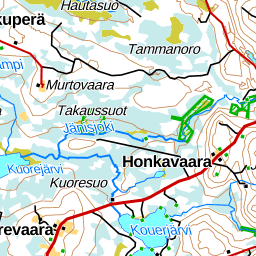 Hautasuo
kuperä
Tammanoro
ampi
Murtovaara
Takaussuot
Jänisjoki
Honkavaara
Kuorejärvi
Kuoresuo
revaara
Kouerjärvi